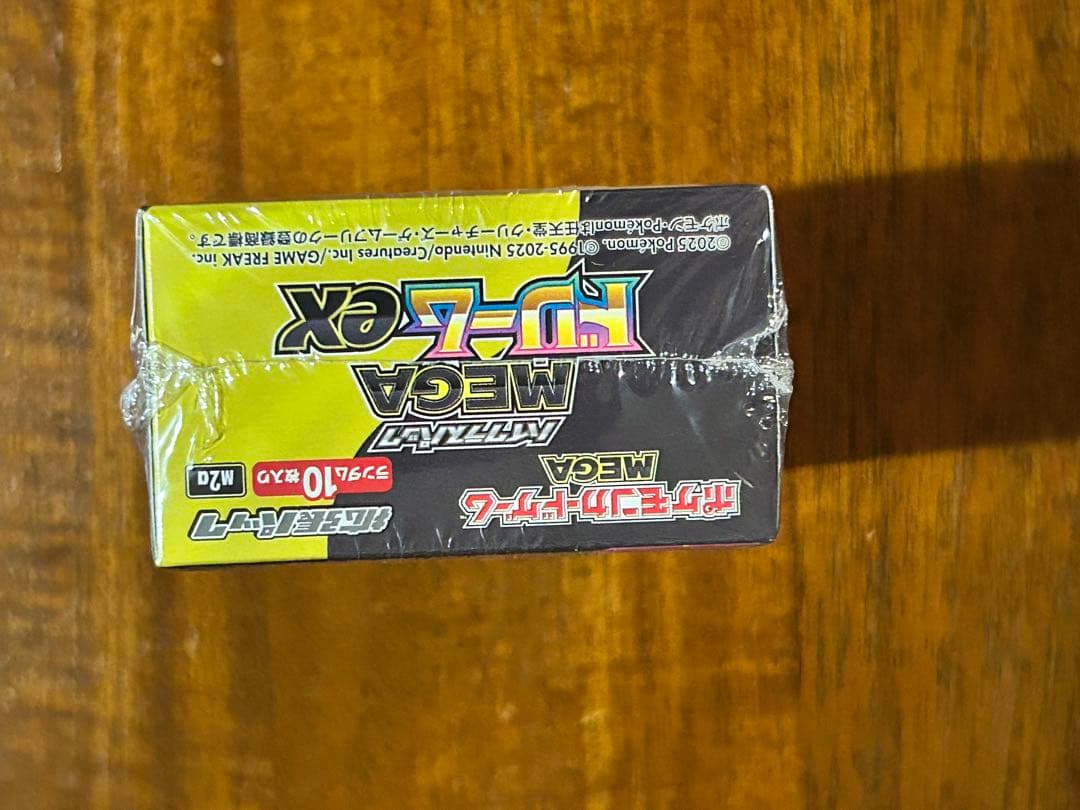 ポケモンカードゲーム
MEGA
拡張パック
ランダム10枚入り
M2a
ハイクラスパック
MEGA
ドリームex
©2025 Pokémon. ©1995-2025 Nintendo/Creatures Inc./GAME FREAK inc.
ポケモン・Pokémonは任天堂・クリーチャーズ・ゲームフリークの登録商標です。